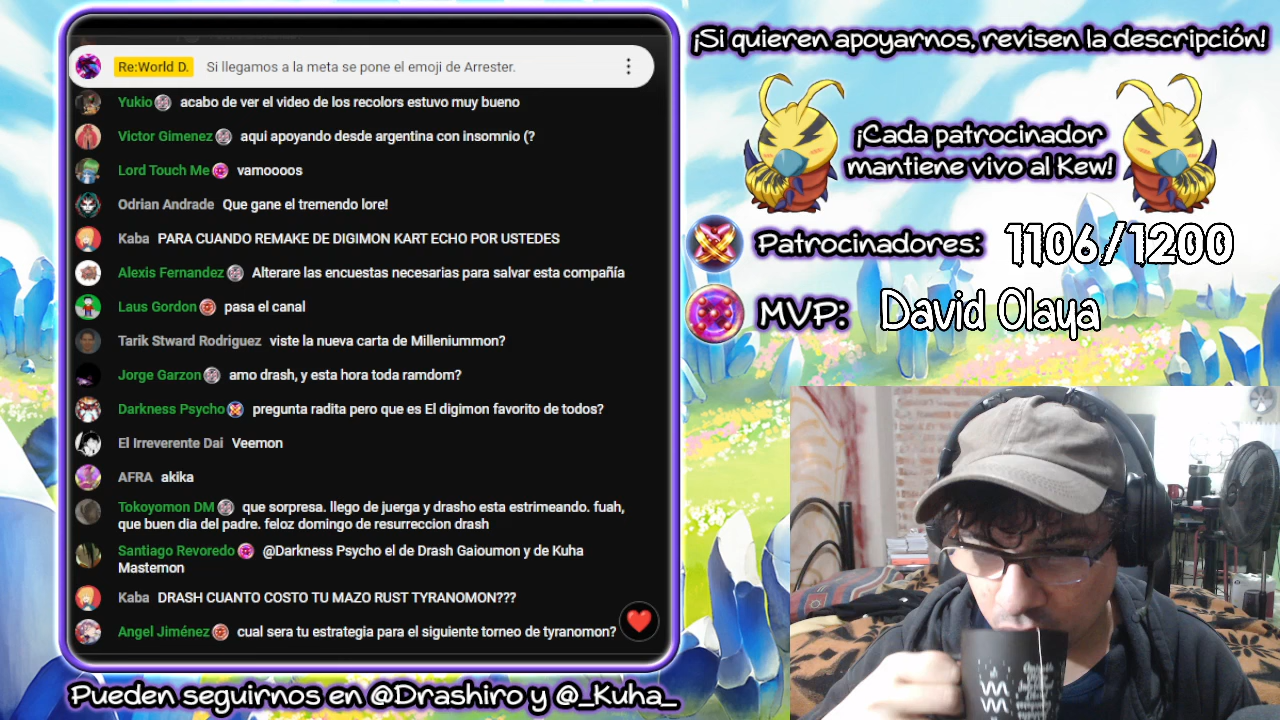 ¡Si quieren apoyarnos, revisen la descripción!
Re:World D. Si llegamos a la meta se pone el emoji de Arrester.
Yukio acabo de ver el video de los recolors estuvo muy bueno
Victor Gimenez aqui apoyando desde argentina con insomnio (?
Lord Touch Me vamoooos
Odrian Andrade Que gane el tremendo lore!
Kaba PARA CUANDO REMAKE DE DIGIMON KART ECHO POR USTEDES
Alexis Fernandez Alterare las encuestas necesarias para salvar esta compañía
Laus Gordon pasa el canal
Tarik Stward Rodriguez viste la nueva carta de Milleniummon?
Jorge Garzon amo drash, y esta hora toda ramdom?
Darkness Psycho pregunta radita pero que es El digimon favorito de todos?
El Irreverente Dai Veemon
AFRA akika
Tokoyomon DM que sorpresa. llego de juerga y drasho esta estrimeando. fuah,
que buen dia del padre. feloz domingo de resurreccion drash
Santiago Revoredo @Darkness Psycho el de Drash Gaioumon y de Kuha
Mastemon
Kaba DRASH CUANTO COSTO TU MAZO RUST TYRANOMON???
Angel Jiménez cual sera tu estrategia para el siguiente torneo de tyranomon?
¡Cada patrocinador
mantiene vivo al Kew!
Patrocinadores: 1106/1200
MVP: David Olaya
Pueden seguirnos en @Drashiro y @_Kuha_